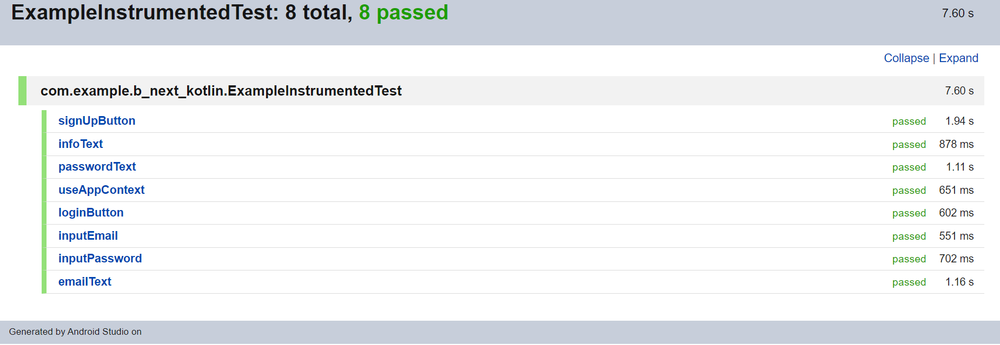 ExampleInstrumentedTest: 8 total, 8 passed 7.60 s
Collapse | Expand
com.example.b_next_kotlin.ExampleInstrumentedTest 7.60 s
signUpButton passed 1.94 s
infoText passed 878 ms
passwordText passed 1.11 s
useAppContext passed 651 ms
loginButton passed 602 ms
inputEmail passed 551 ms
inputPassword passed 702 ms
emailText passed 1.16 s
Generated by Android Studio on